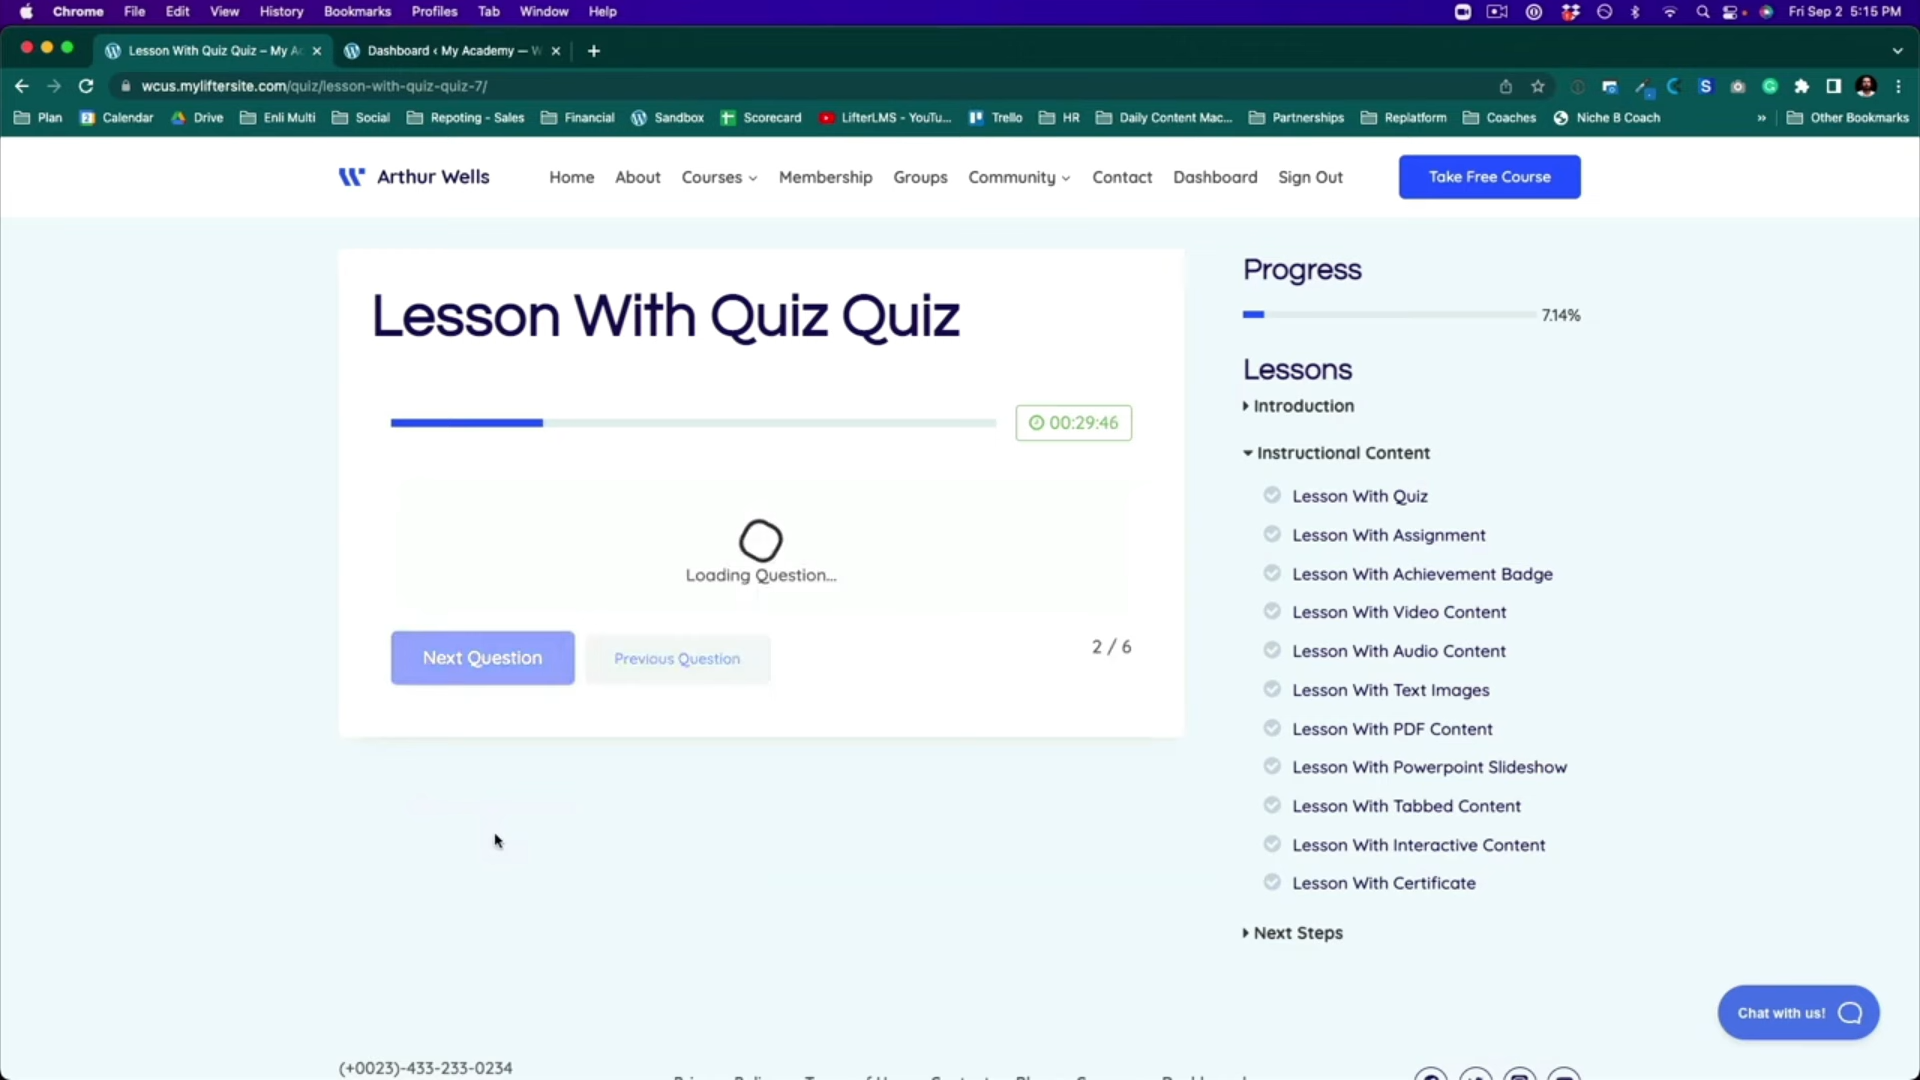 Chrome File Edit View History Bookmarks Profiles Tab Window Help Fri Sep 2 5:15 PM
Lesson With Quiz Quiz – My Ac Dashboard ‹ My Academy — W
wcus.myliftersite.com/quiz/lesson-with-quiz-quiz-7/
Plan Calendar Drive Enli Multi Social Repoting - Sales Financial Sandbox Scorecard LifterLMS - YouTu... Trello HR Daily Content Mac... Partnerships Replatform Coaches Niche B Coach » Other Bookmarks
Arthur Wells Home About Courses Membership Groups Community Contact Dashboard Sign Out Take Free Course
Lesson With Quiz Quiz
00:29:46
Loading Question...
Next Question Previous Question 2 / 6
Progress
7.14%
Lessons
Introduction
Instructional Content
Lesson With Quiz
Lesson With Assignment
Lesson With Achievement Badge
Lesson With Video Content
Lesson With Audio Content
Lesson With Text Images
Lesson With PDF Content
Lesson With Powerpoint Slideshow
Lesson With Tabbed Content
Lesson With Interactive Content
Lesson With Certificate
Next Steps
Chat with us!
(+0023)-433-233-0234